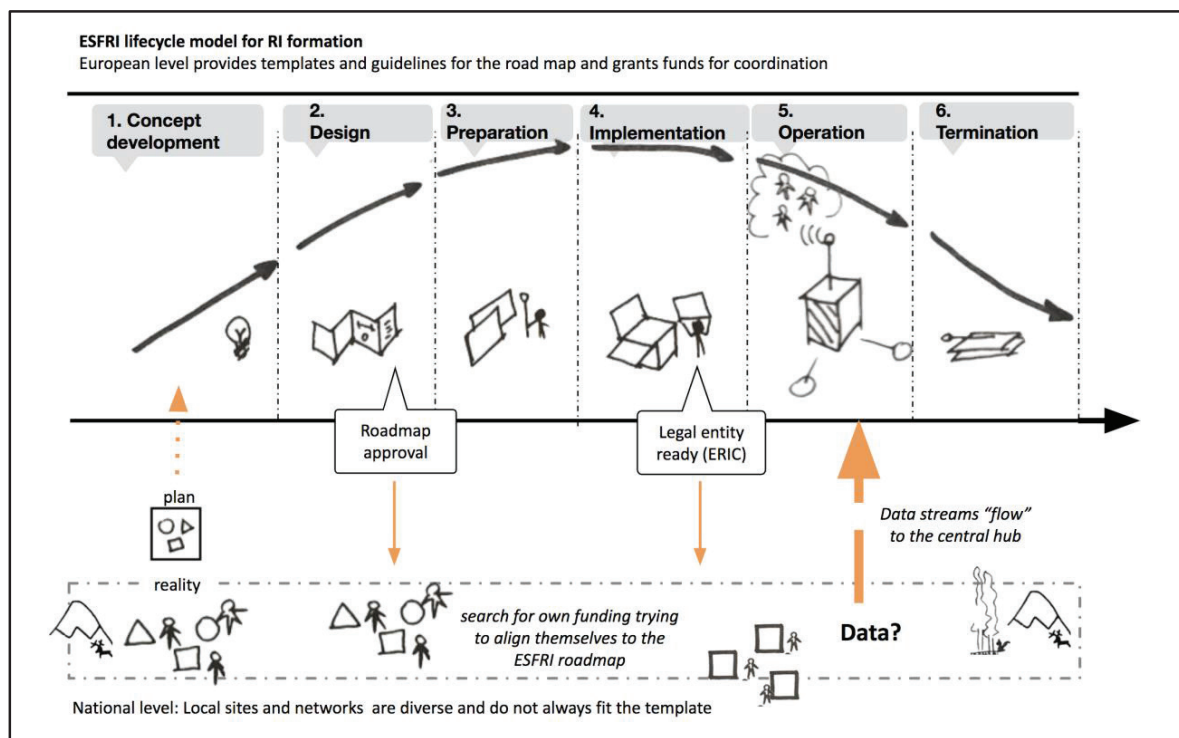 ESFRI lifecycle model for RI formation
European level provides templates and guidelines for the road map and grants funds for coordination
1. Concept
development
2.
Design
3.
Preparation
4.
Implementation
5.
Operation
6.
Termination
Roadmap
approval
Legal entity
ready (ERIC)
plan
Data streams “flow”
to the central hub
reality
search for own funding trying
to align themselves to the
ESFRI roadmap
Data?
National level: Local sites and networks are diverse and do not always fit the template